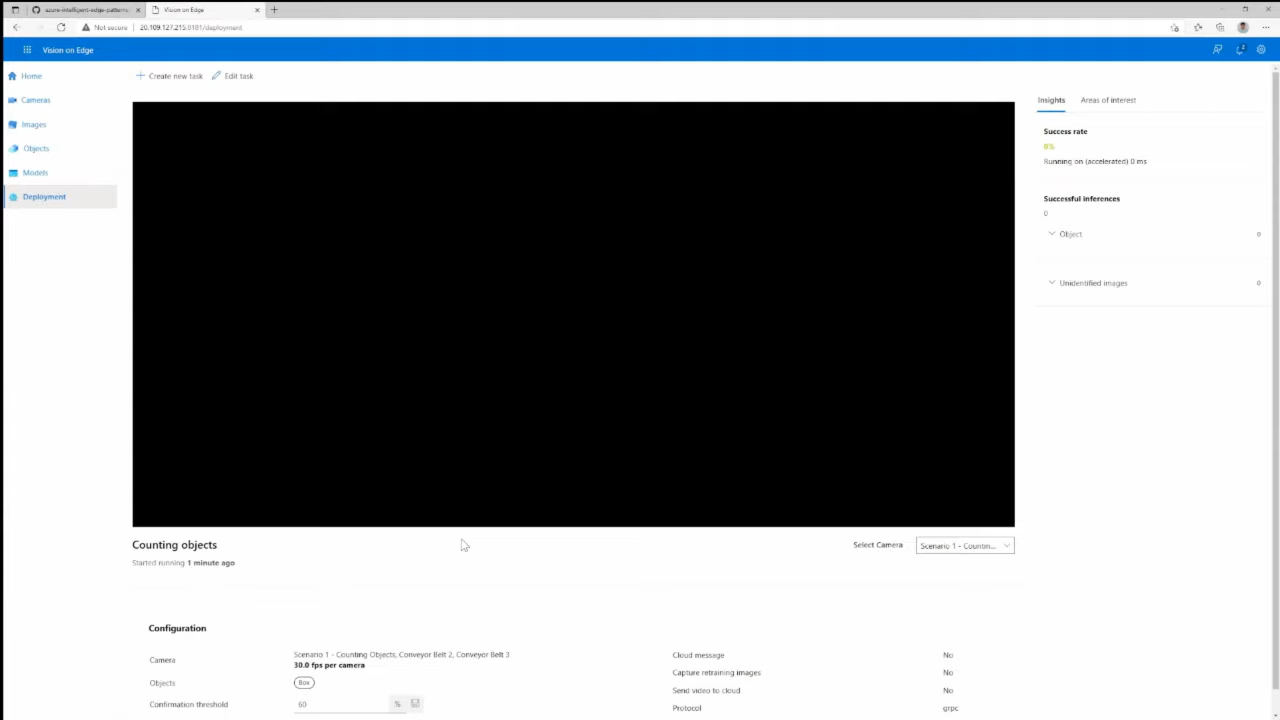 azure-intelligent-edge-patterns
Vision on Edge
Not secure
20.109.127.215:8181/deployment
Vision on Edge
2
Home
Cameras
Images
Objects
Models
Deployment
Create new task
Edit task
Insights
Areas of interest
Success rate
0%
Running on (accelerated) 0 ms
Successful inferences
0
Object
0
Unidentified images
0
Counting objects
Started running 1 minute ago
Select Camera
Scenario 1 - Countin...
Configuration
Camera
Scenario 1 - Counting Objects, Conveyor Belt 2, Conveyor Belt 3
30.0 fps per camera
Objects
Box
Confirmation threshold
60
%
Cloud message
No
Capture retraining images
No
Send video to cloud
No
Protocol
grpc